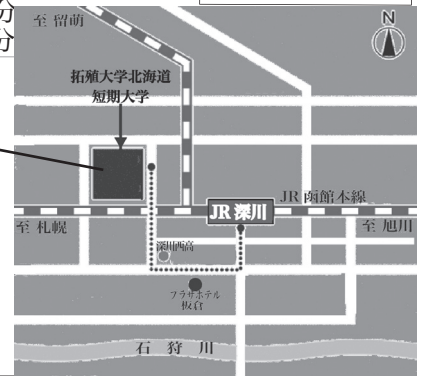 分
分
至 留萌
N
拓殖大学北海道
短期大学
JR 函館本線
JR 深川
至 札幌
至 旭川
深川西高
プラザホテル
板倉
石 狩 川